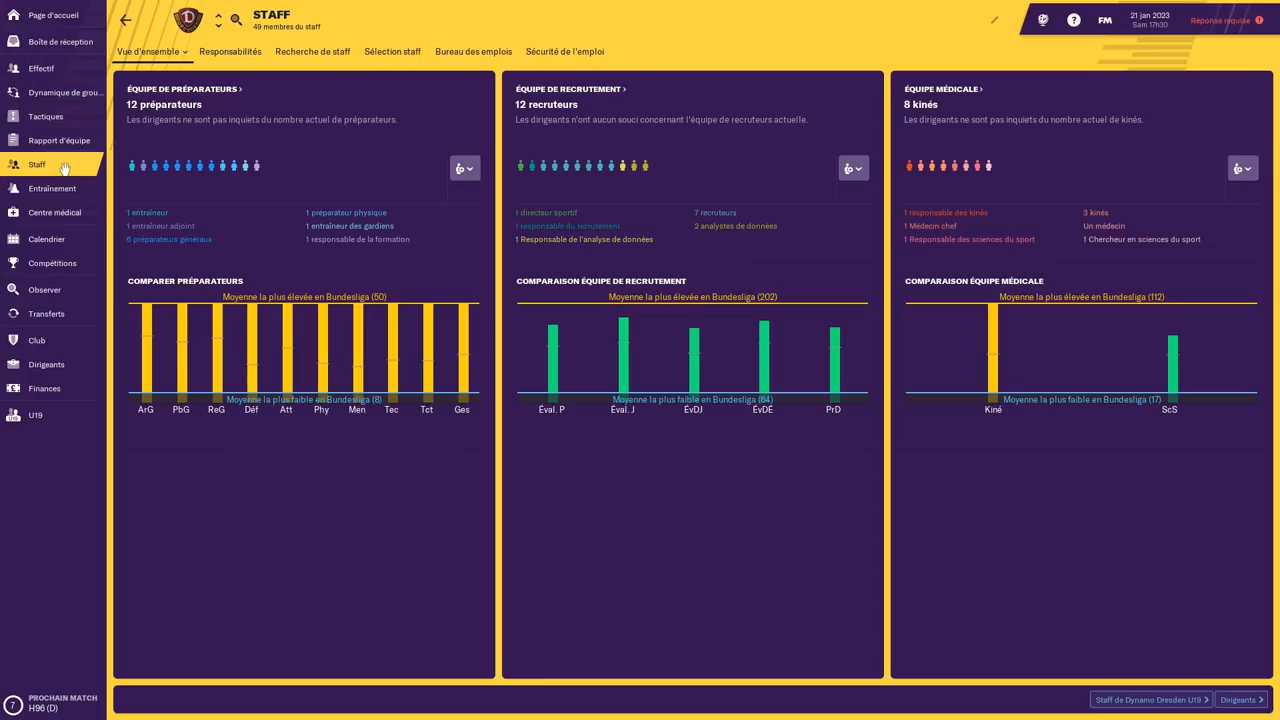 Page d'accueil
Boîte de réception
Effectif
Dynamique de grou...
Tactiques
Rapport d'équipe
Staff
Entraînement
Centre médical
Calendrier
Compétitions
Observer
Transferts
Club
Dirigeants
Finances
U19
PROCHAIN MATCH
7 H96 (D)
STAFF
49 membres du staff
? FM
21 jan 2023
Sam 17h30
Réponse requise
Vue d'ensemble Responsabilités Recherche de staff Sélection staff Bureau des emplois Sécurité de l'emploi
ÉQUIPE DE PRÉPARATEURS >
12 préparateurs
Les dirigeants ne sont pas inquiets du nombre actuel de préparateurs.
1 entraîneur
1 entraîneur adjoint
6 préparateurs généraux
1 préparateur physique
1 entraîneur des gardiens
1 responsable de la formation
COMPARER PRÉPARATEURS
Moyenne la plus élevée en Bundesliga (50)
Moyenne la plus faible en Bundesliga (8)
ArG PbG ReG Déf Att Phy Men Tec Tct Ges
ÉQUIPE DE RECRUTEMENT >
12 recruteurs
Les dirigeants n'ont aucun souci concernant l'équipe de recruteurs actuelle.
1 directeur sportif
1 responsable du recrutement
1 Responsable de l'analyse de données
7 recruteurs
2 analystes de données
COMPARAISON ÉQUIPE DE RECRUTEMENT
Moyenne la plus élevée en Bundesliga (202)
Moyenne la plus faible en Bundesliga (64)
Éval. P Éval. J ÉvDJ ÉvDÉ PrD
ÉQUIPE MÉDICALE >
8 kinés
Les dirigeants ne sont pas inquiets du nombre actuel de kinés.
1 responsable des kinés
1 Médecin chef
1 Responsable des sciences du sport
3 kinés
Un médecin
1 Chercheur en sciences du sport
COMPARAISON ÉQUIPE MÉDICALE
Moyenne la plus élevée en Bundesliga (112)
Moyenne la plus faible en Bundesliga (17)
Kiné ScS
Staff de Dynamo Dresden U19 > Dirigeants >